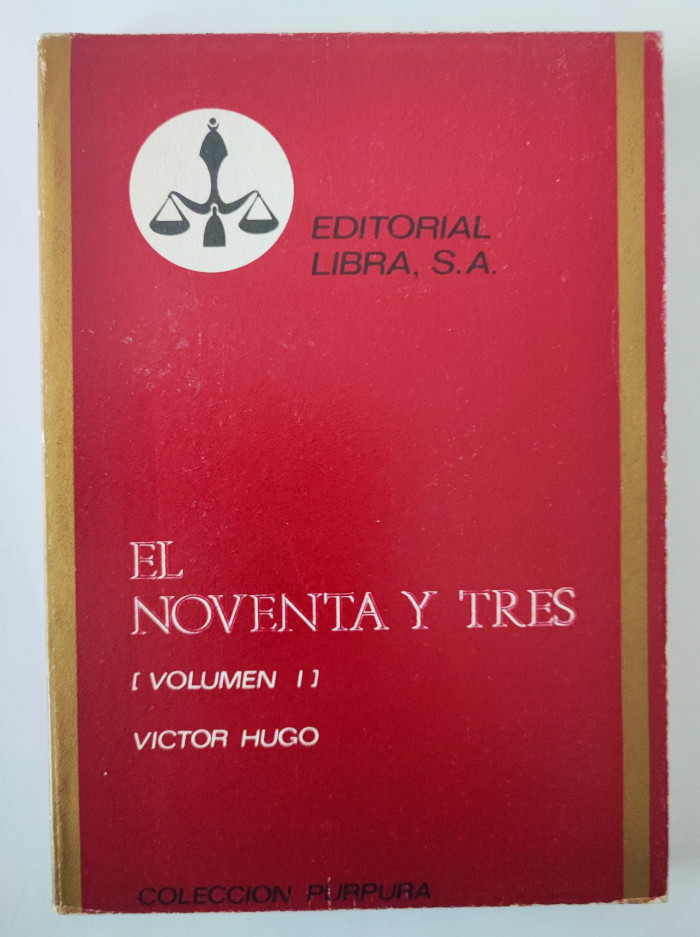 EDITORIAL
LIBRA, S.A.
EL
NOVENTA Y TRES
[ VOLUMEN I ]
VICTOR HUGO
COLECCION PURPURA